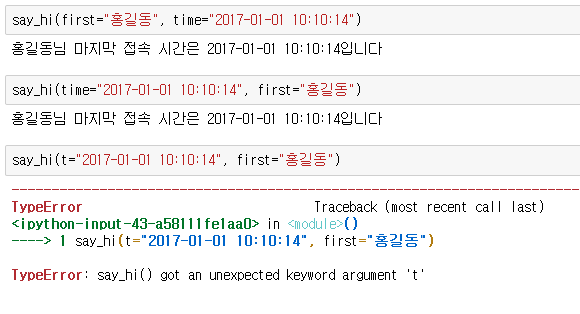 say_hi(first="홍길동", time="2017-01-01 10:10:14")
홍길동님 마지막 접속 시간은 2017-01-01 10:10:14입니다
say_hi(time="2017-01-01 10:10:14", first="홍길동")
홍길동님 마지막 접속 시간은 2017-01-01 10:10:14입니다
say_hi(t="2017-01-01 10:10:14", first="홍길동")
---------------------------------------------------------------------------
TypeError                                 Traceback (most recent call last)
<ipython-input-43-a58111fe1aa0> in <module>()
----> 1 say_hi(t="2017-01-01 10:10:14", first="홍길동")
TypeError: say_hi() got an unexpected keyword argument 't'